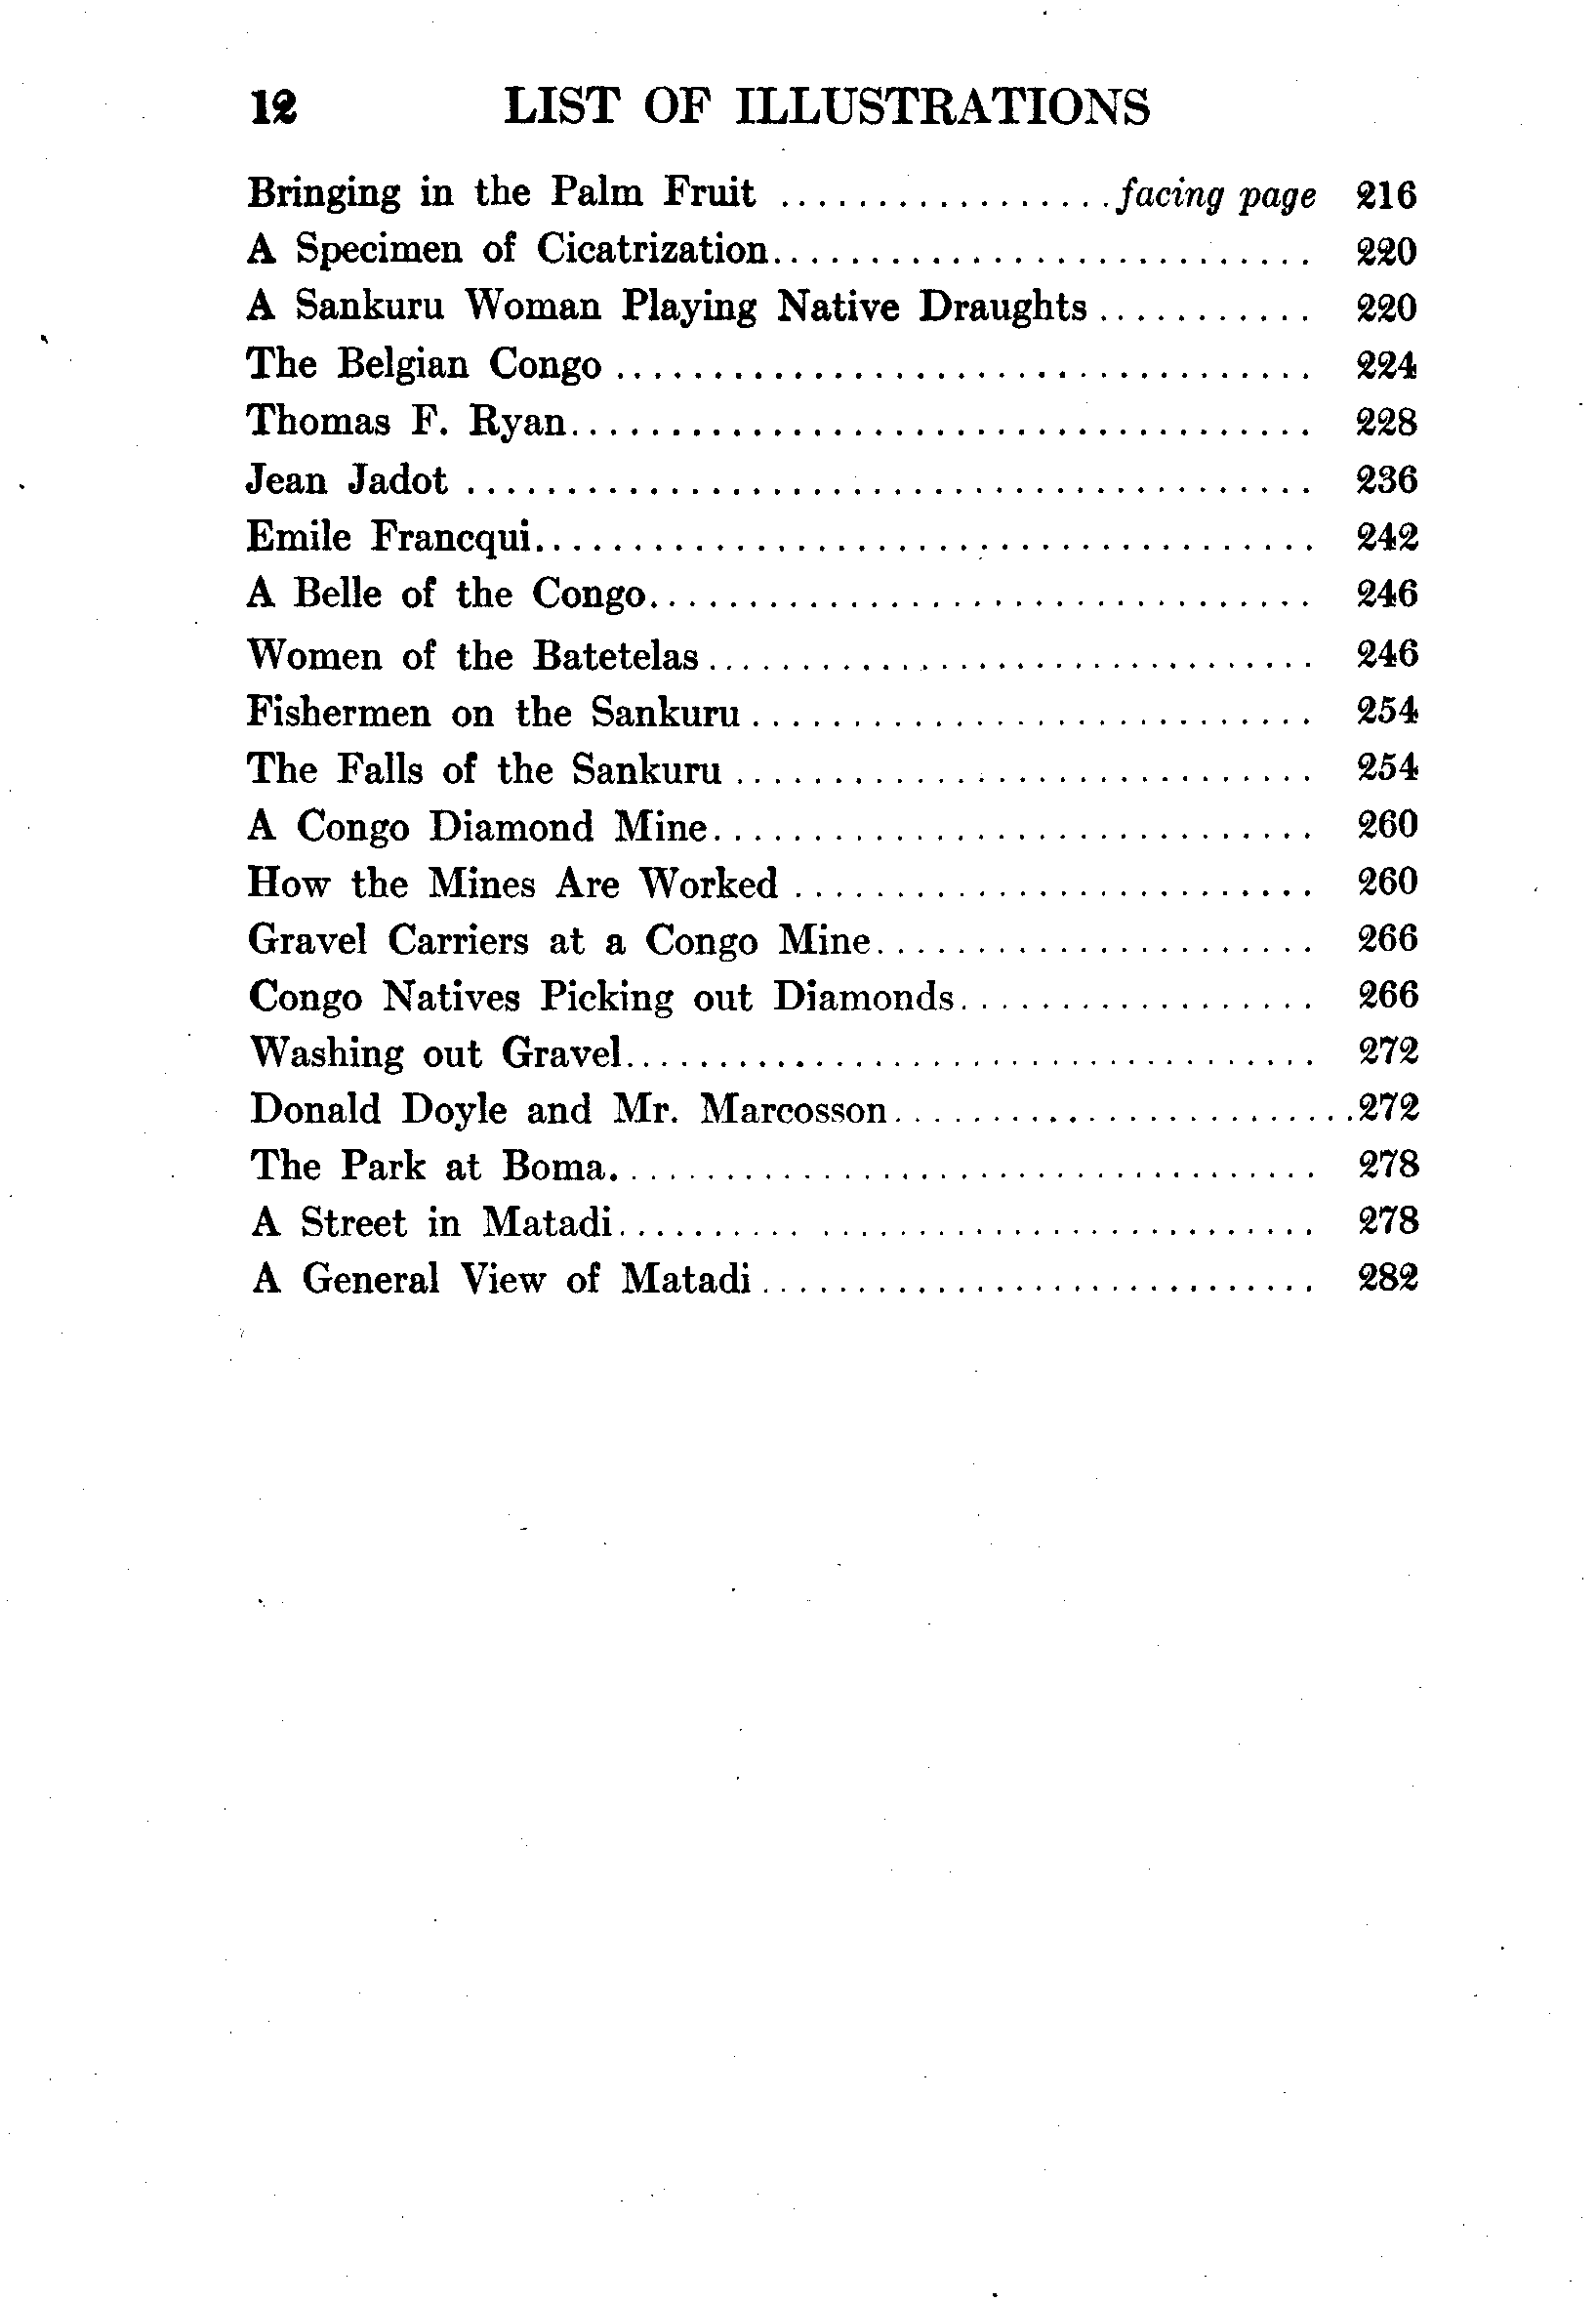 12 LIST OF ILLUSTRATIONS
Bringing in the Palm Fruit ................. facing page 216
A Specimen of Cicatrization........................... 220
A Sankuru Woman Playing Native Draughts ........... 220
The Belgian Congo ................................... 224
Thomas F. Ryan..................................... 228
Jean Jadot .......................................... 236
Emile Francqui....................................... 242
A Belle of the Congo................................. 246
Women of the Batetelas .............................. 246
Fishermen on the Sankuru ............................ 254
The Falls of the Sankuru ............................. 254
A Congo Diamond Mine.............................. 260
How the Mines Are Worked .......................... 260
Gravel Carriers at a Congo Mine...................... 266
Congo Natives Picking out Diamonds.................. 266
Washing out Gravel................................... 272
Donald Doyle and Mr. Marcosson........................272
The Park at Boma.................................... 278
A Street in Matadi................................... 278
A General View of Matadi ............................ 282